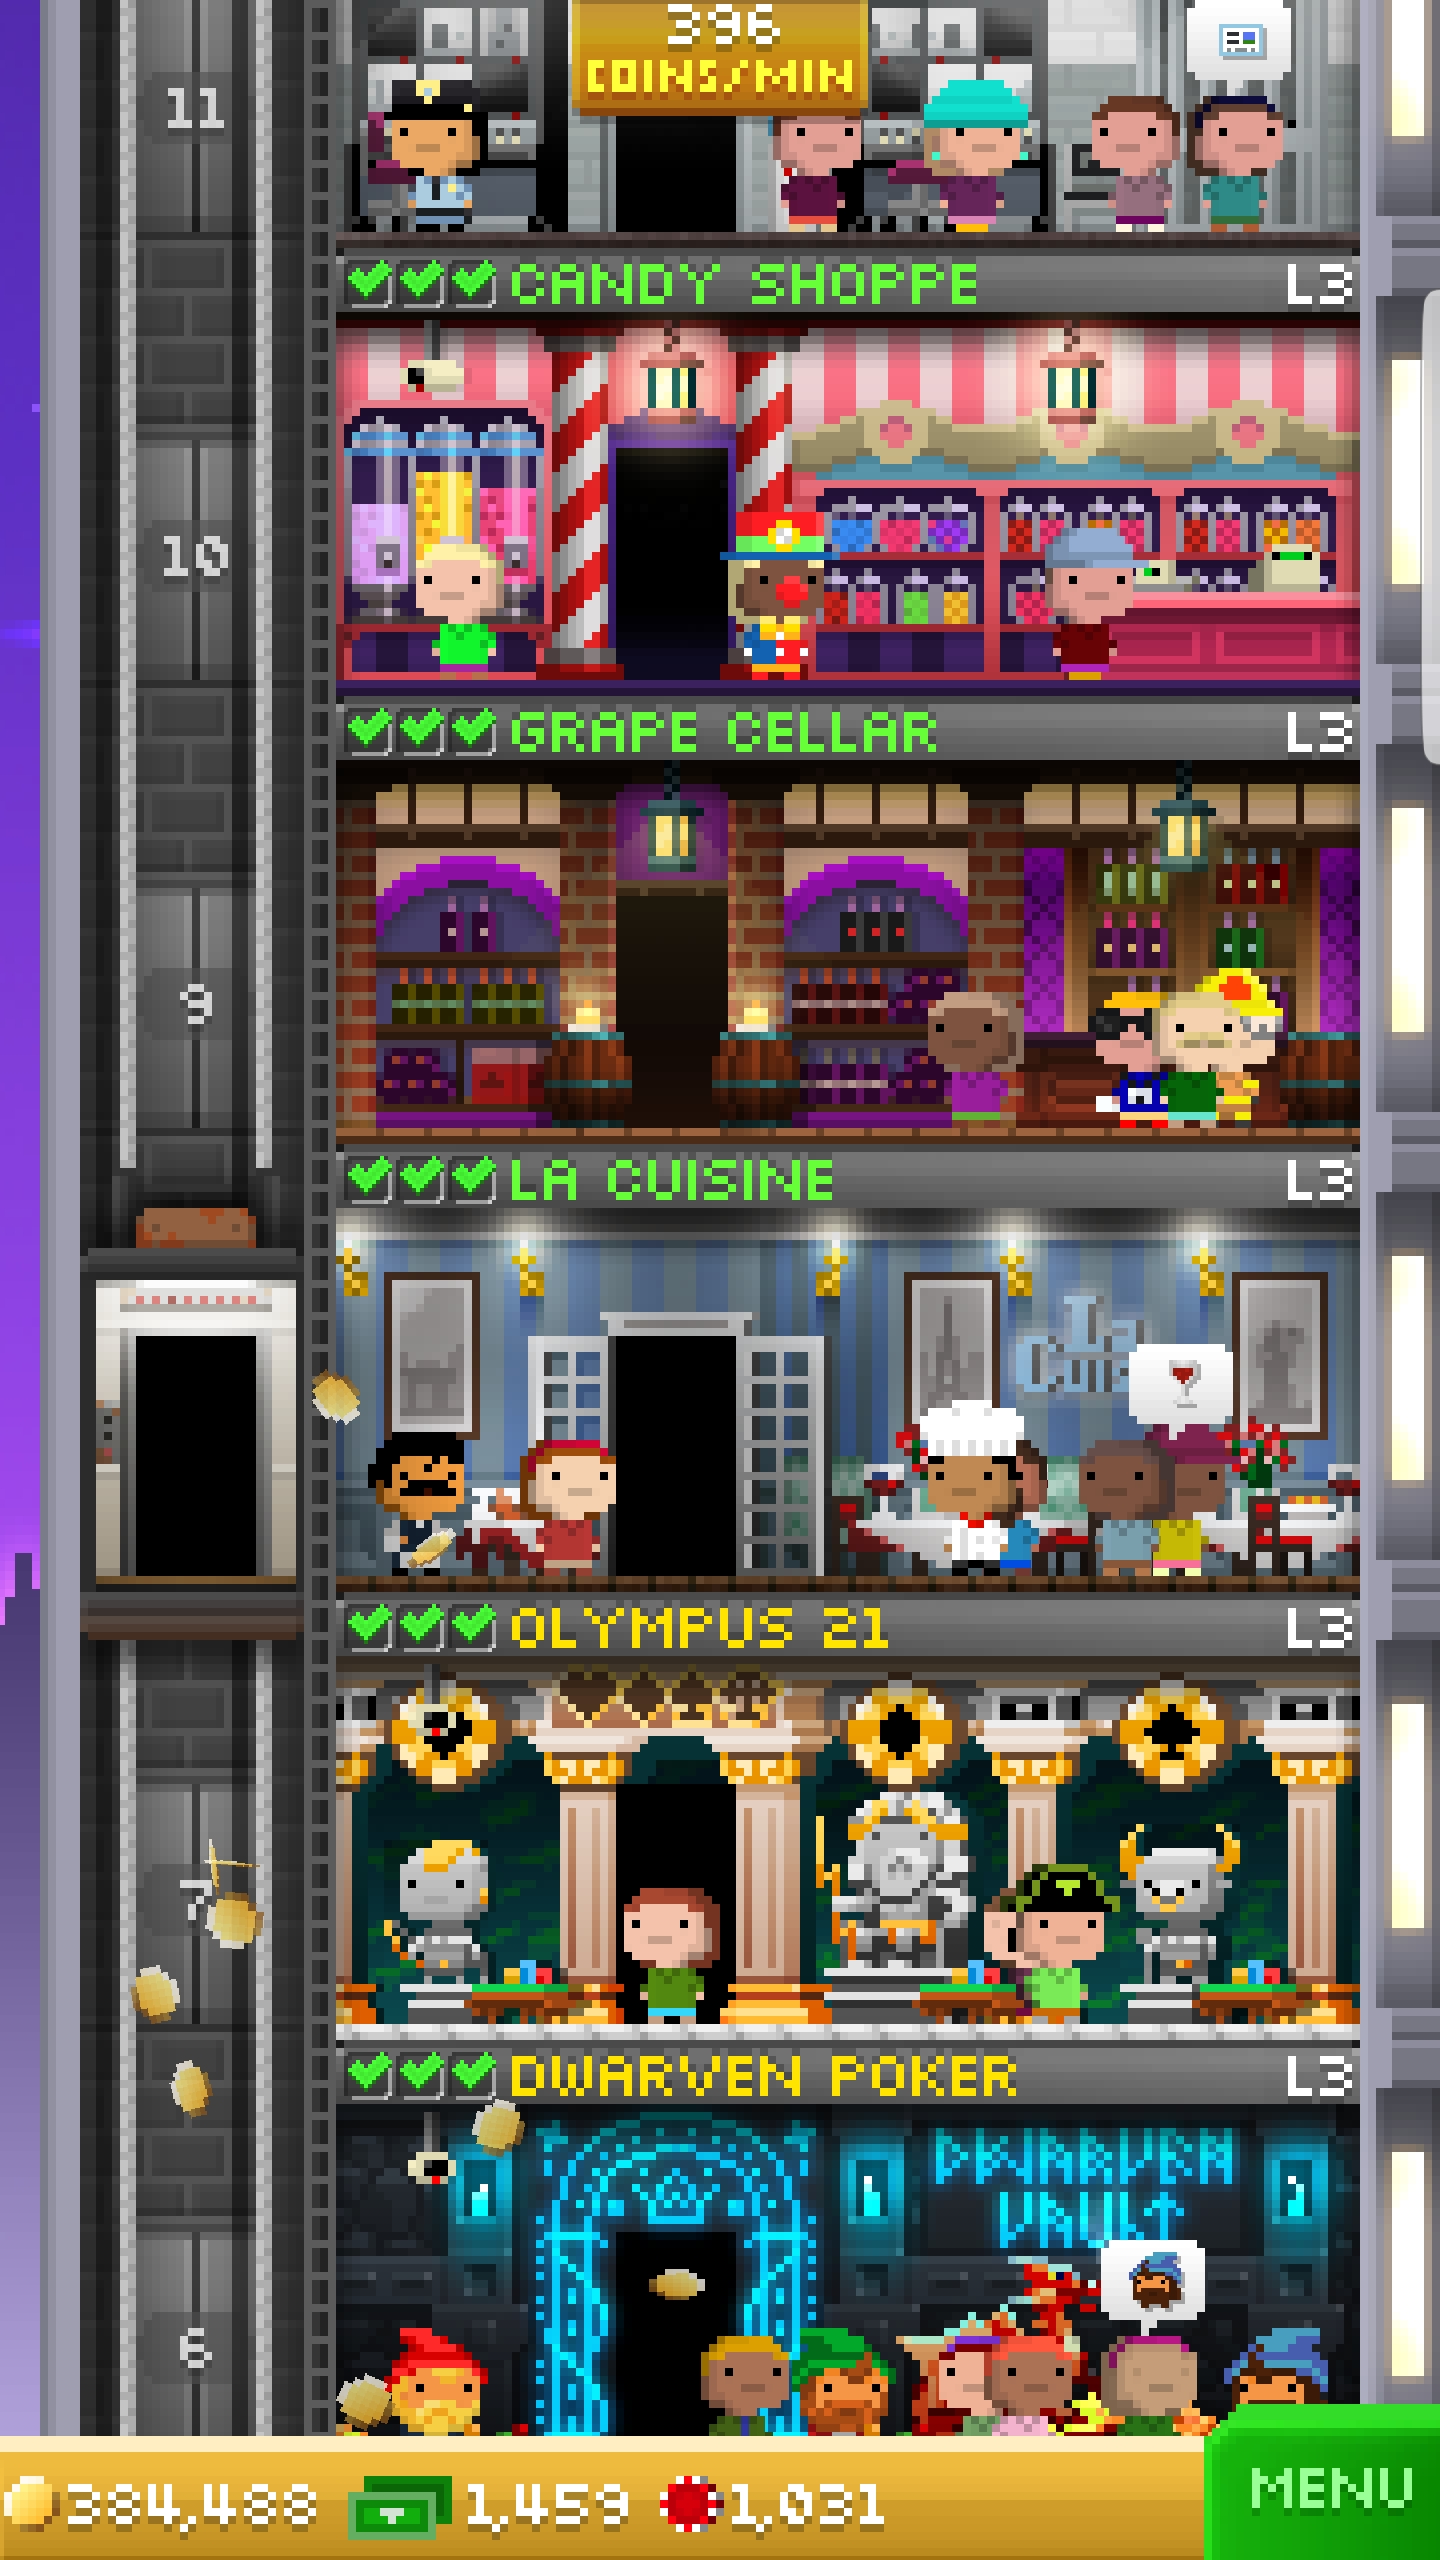 396
COINS/MIN
11
CANDY SHOPPE L3
10
GRAPE CELLAR L3
9
LA CUISINE L3
La
OLYMPUS 21 L3
7
DWARVEN POKER L3
DWARVEN
VAULT
6
384,488 1,459 1,031
MENU